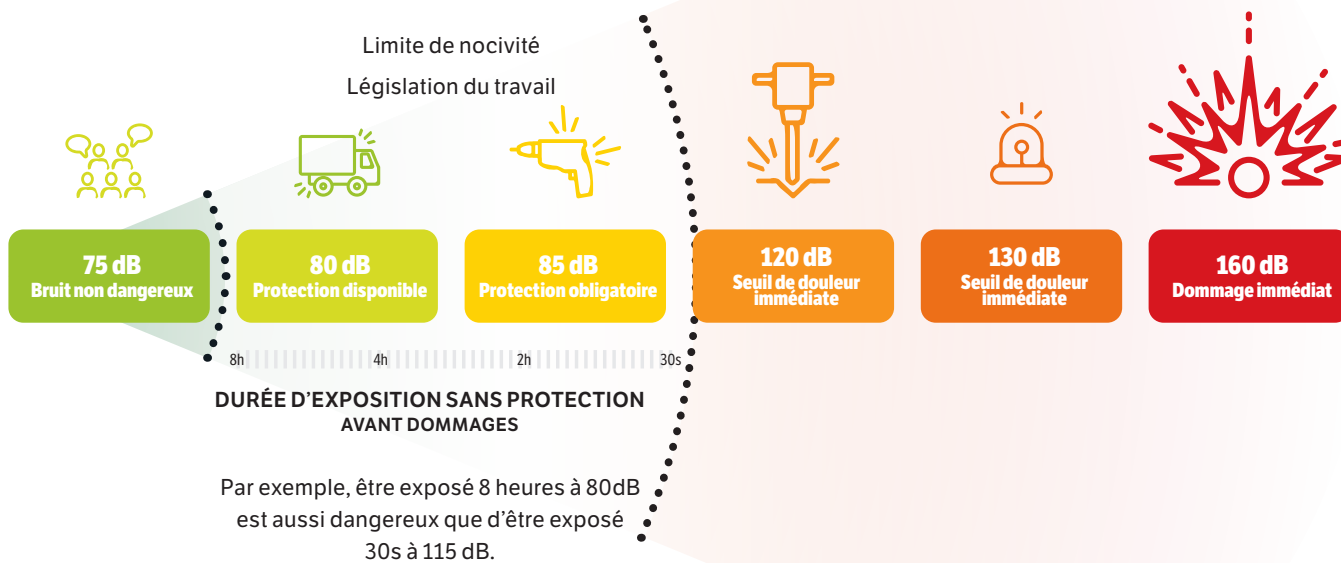 Limite de nocivité
Législation du travail
75 dB
Bruit non dangereux
80 dB
Protection disponible
85 dB
Protection obligatoire
120 dB
Seuil de douleur
immédiate
130 dB
Seuil de douleur
immédiate
160 dB
Dommage immédiat
8h 4h 2h 30s
DURÉE D’EXPOSITION SANS PROTECTION
AVANT DOMMAGES
Par exemple, être exposé 8 heures à 80dB
est aussi dangereux que d’être exposé
30s à 115 dB.